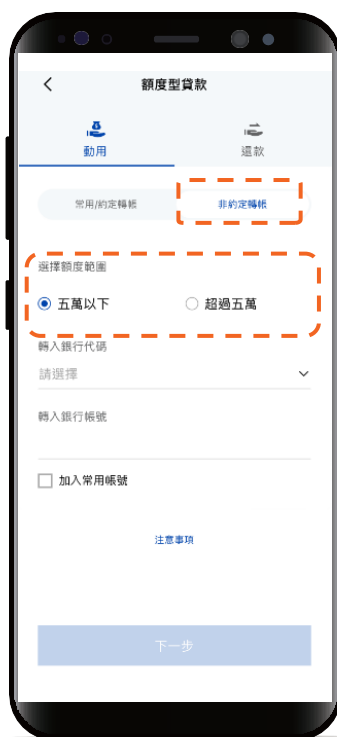 額度型貸款
動用 還款
常用/約定轉帳 非約定轉帳
選擇額度範圍
五萬以下 超過五萬
轉入銀行代碼
請選擇
轉入銀行帳號
加入常用帳號
注意事項
下一步